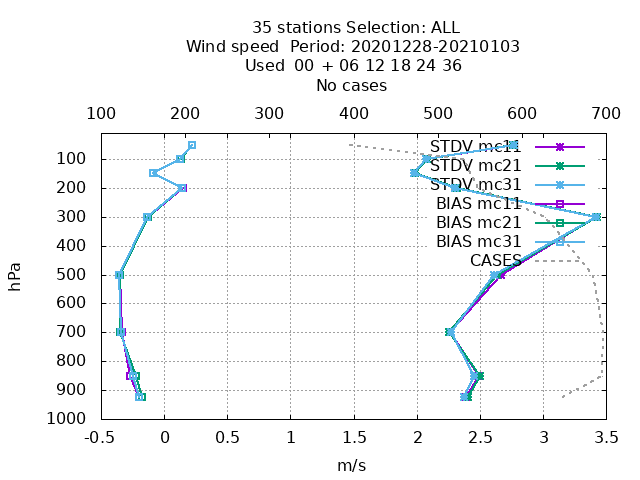 35 stations Selection: ALL
Wind speed  Period: 20201228-20210103
Used  00 + 06 12 18 24 36
No cases
100 200 300 400 500 600 700
STDV mc11
STDV mc21
STDV mc31
BIAS mc11
BIAS mc21
BIAS mc31
CASES
hPa
100
200
300
400
500
600
700
800
900
1000
-0.5 0 0.5 1 1.5 2 2.5 3 3.5
m/s